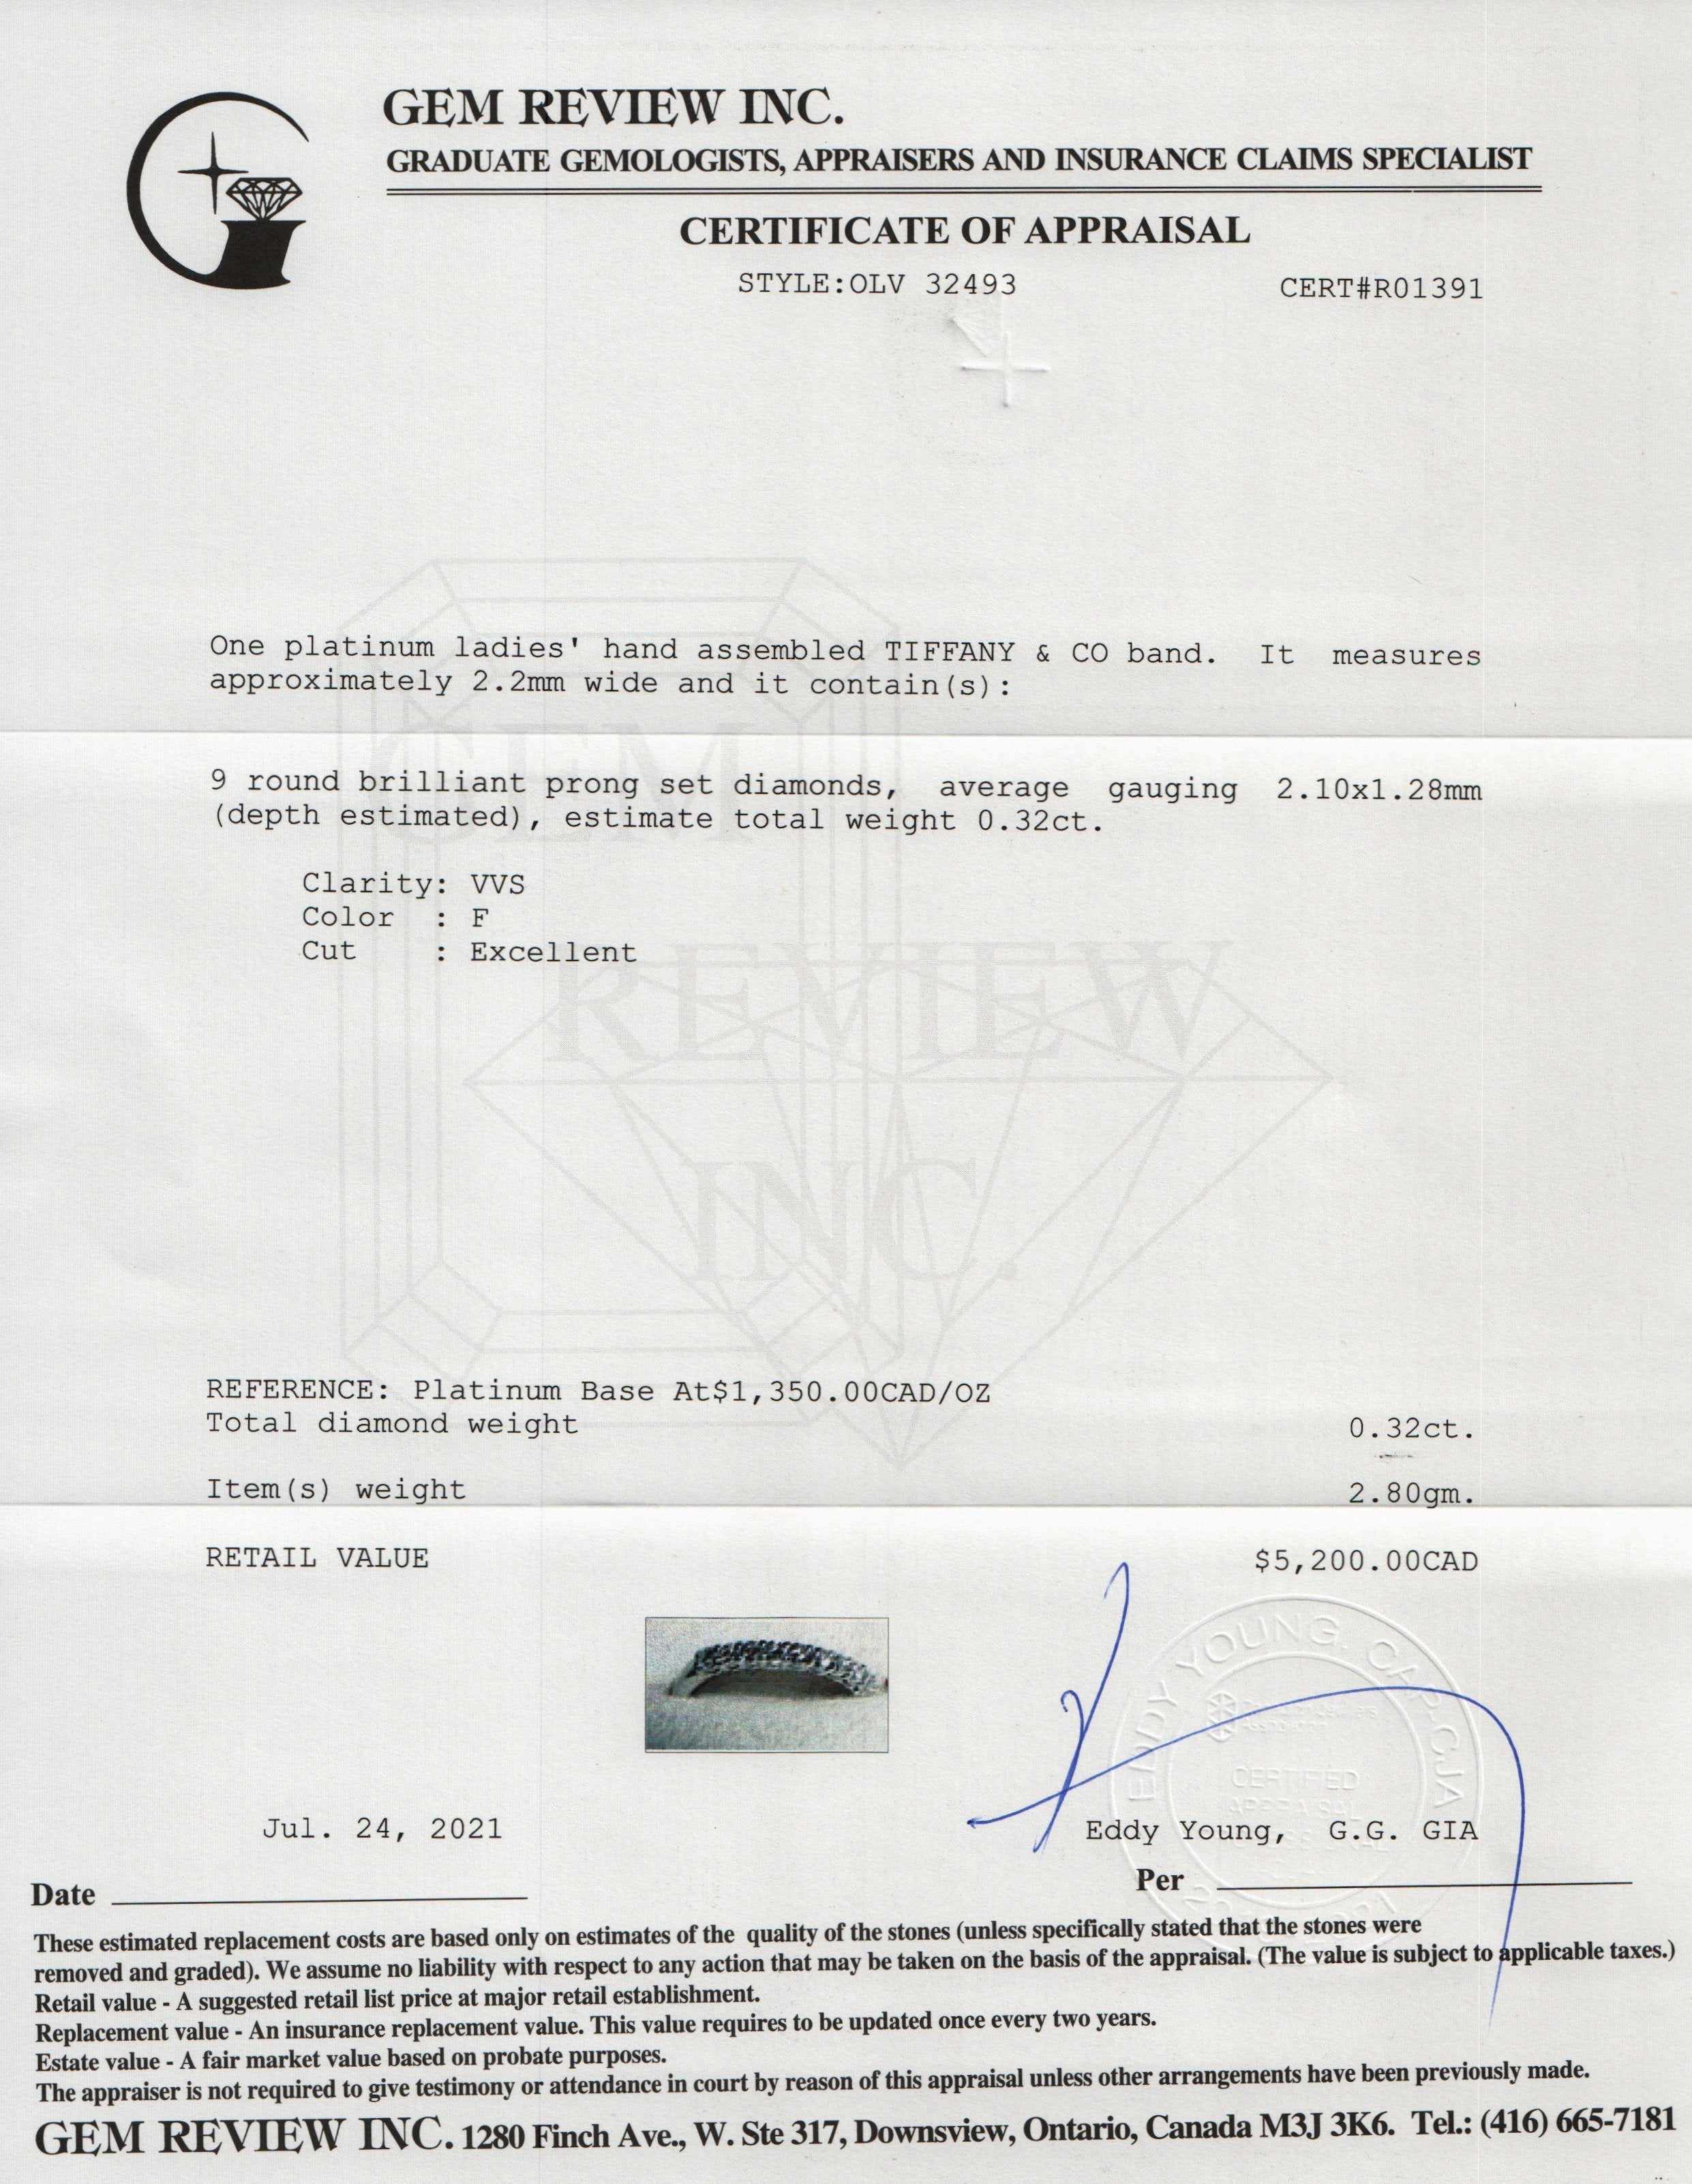 GEM REVIEW INC.
GRADUATE GEMOLOGISTS, APPRAISERS AND INSURANCE CLAIMS SPECIALIST
CERTIFICATE OF APPRAISAL
STYLE:OLV 32493 CERT#R01391
One platinum ladies' hand assembled TIFFANY & CO band. It measures
approximately 2.2mm wide and it contain(s):
9 round brilliant prong set diamonds, average gauging 2.10x1.28mm
(depth estimated), estimate total weight 0.32ct.
Clarity: VVS
Color : F
Cut : Excellent
GEM
REVIEW
INC.
REFERENCE: Platinum Base At$1,350.00CAD/OZ
Total diamond weight 0.32ct.
Item(s) weight 2.80gm.
RETAIL VALUE $5,200.00CAD
EDDY YOUNG, CAP.CJA
CERTIFIED
APPRAISAL
Jul. 24, 2021 Eddy Young, G.G. GIA
Date Per
These estimated replacement costs are based only on estimates of the quality of the stones (unless specifically stated that the stones were
removed and graded). We assume no liability with respect to any action that may be taken on the basis of the appraisal. (The value is subject to applicable taxes.)
Retail value - A suggested retail list price at major retail establishment.
Replacement value - An insurance replacement value. This value requires to be updated once every two years.
Estate value - A fair market value based on probate purposes.
The appraiser is not required to give testimony or attendance in court by reason of this appraisal unless other arrangements have been previously made.
GEM REVIEW INC. 1280 Finch Ave., W. Ste 317, Downsview, Ontario, Canada M3J 3K6. Tel.: (416) 665-7181